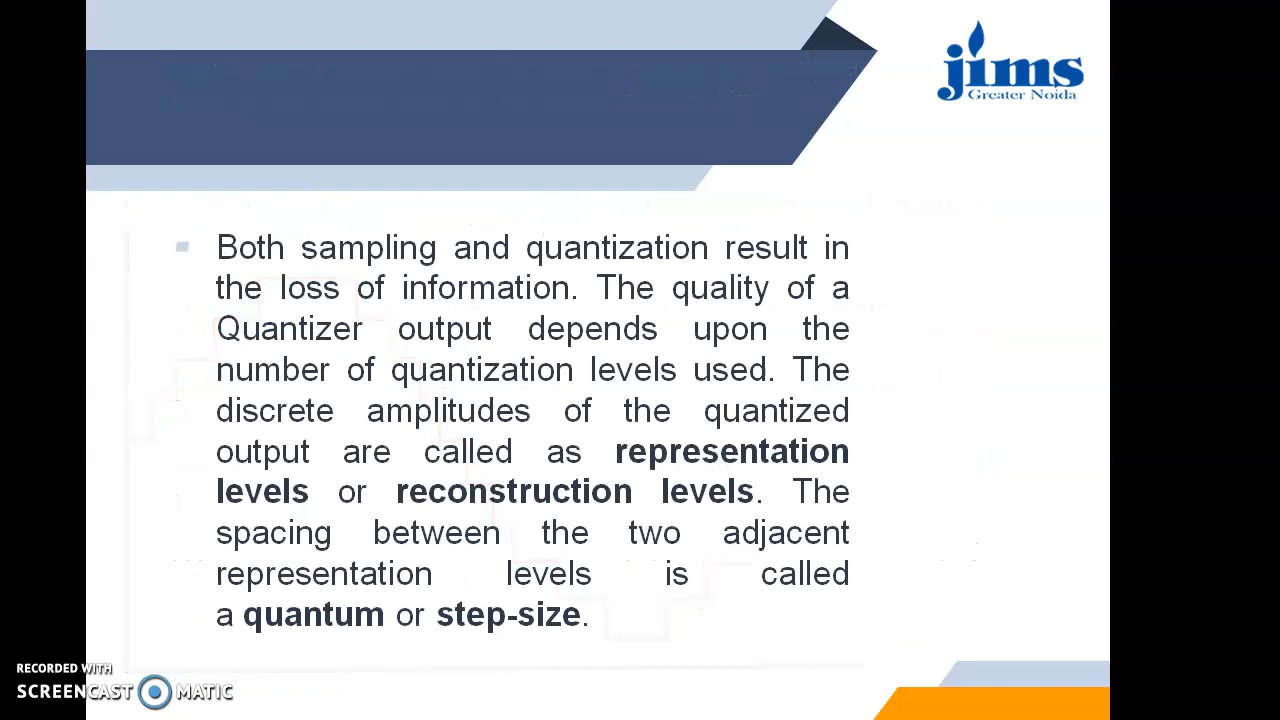 jims
Greater Noida
Both sampling and quantization result in
the loss of information. The quality of a
Quantizer output depends upon the
number of quantization levels used. The
discrete amplitudes of the quantized
output are called as representation
levels or reconstruction levels. The
spacing between the two adjacent
representation levels is called
a quantum or step-size.
RECORDED WITH
SCREENCAST MATIC